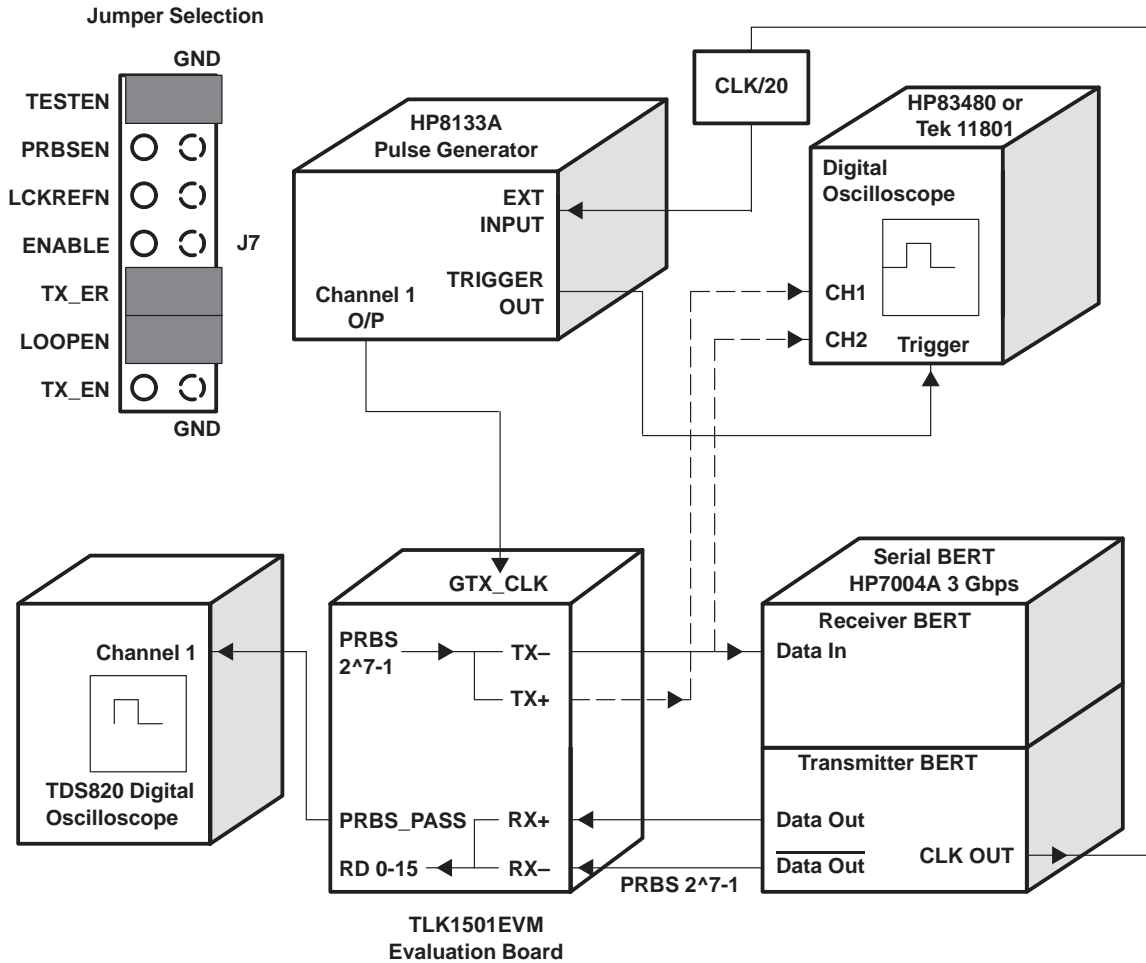 Jumper Selection
GND
TESTEN
PRBSEN
LCKREFN
ENABLE
J7
TX_ER
LOOPEN
TX_EN
GND
HP8133A
Pulse Generator
EXT
INPUT
TRIGGER
OUT
Channel 1
O/P
CLK/20
HP83480 or
Tek 11801
Digital
Oscilloscope
CH1
CH2
Trigger
Channel 1
TDS820 Digital
Oscilloscope
GTX_CLK
PRBS
2^7-1
TX–
TX+
PRBS_PASS
RX+
RD 0-15
RX–
TLK1501EVM
Evaluation Board
Serial BERT
HP7004A 3 Gbps
Receiver BERT
Data In
Transmitter BERT
Data Out
Data Out
CLK OUT
PRBS 2^7-1